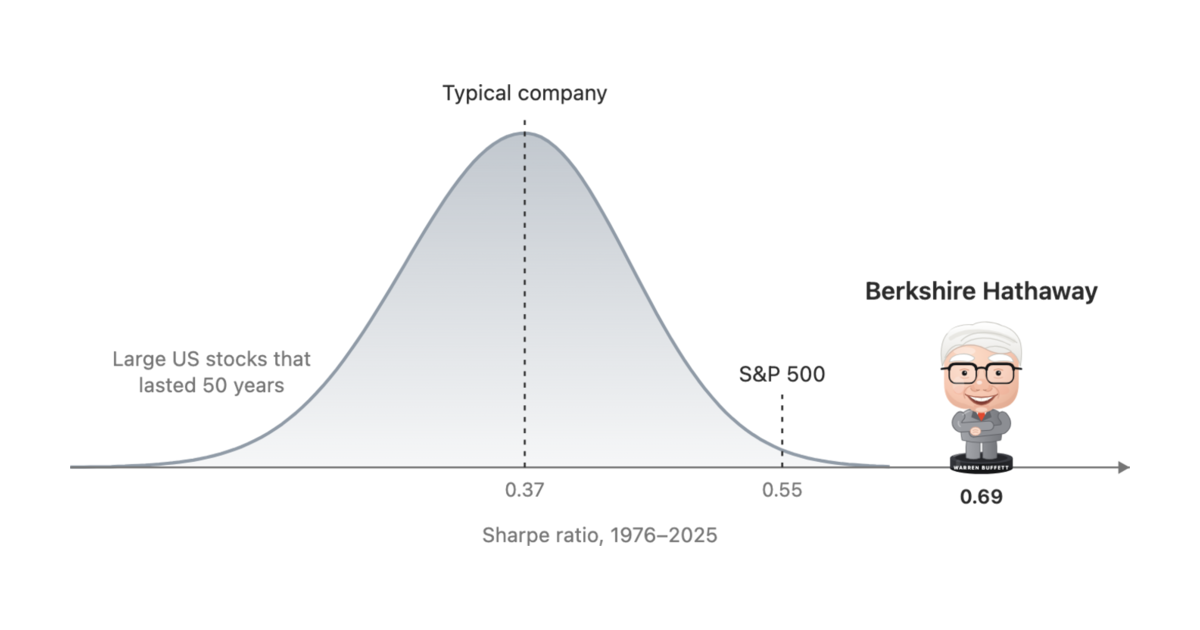 Typical company
Berkshire Hathaway
Large US stocks that
lasted 50 years
S&P 500
WARREN BUFFETT
0.37
0.55
0.69
Sharpe ratio, 1976–2025